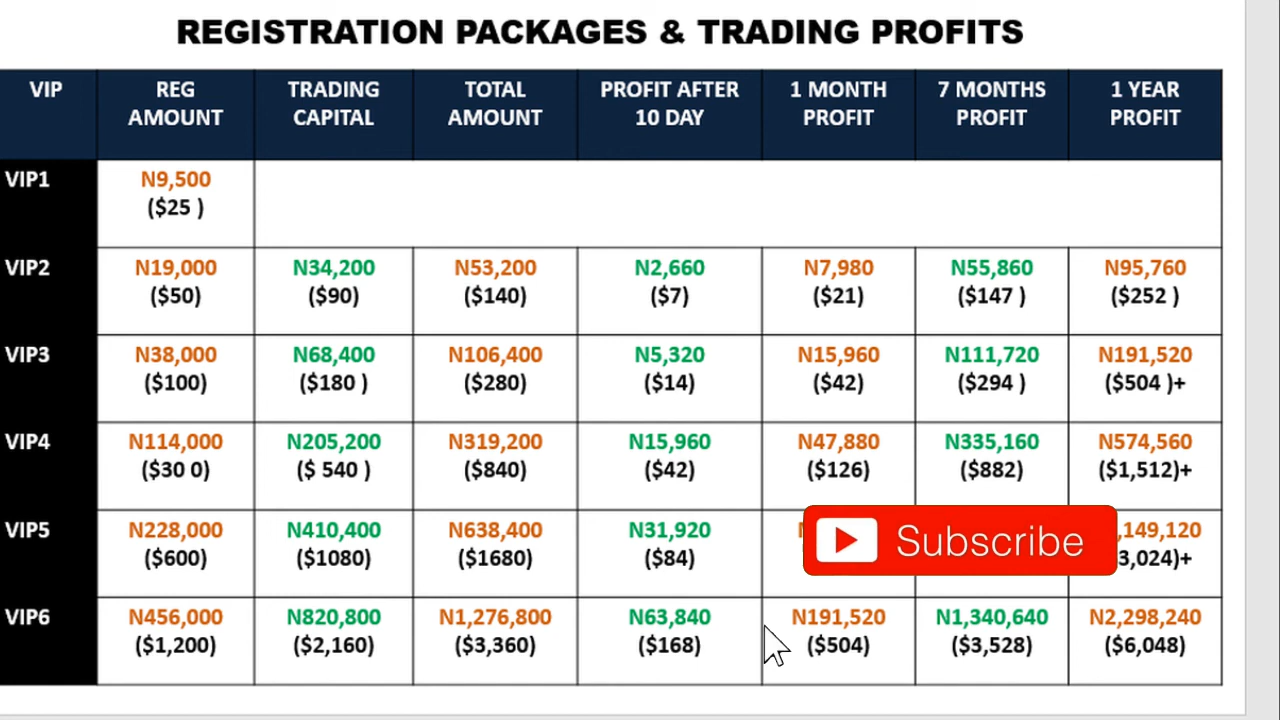 REGISTRATION PACKAGES & TRADING PROFITS
VIP REG AMOUNT TRADING CAPITAL TOTAL AMOUNT PROFIT AFTER 10 DAY 1 MONTH PROFIT 7 MONTHS PROFIT 1 YEAR PROFIT
VIP1 N9,500
($25 )
VIP2 N19,000 N34,200 N53,200 N2,660 N7,980 N55,860 N95,760
($50) ($90) ($140) ($7) ($21) ($147 ) ($252 )
VIP3 N38,000 N68,400 N106,400 N5,320 N15,960 N111,720 N191,520
($100) ($180 ) ($280) ($14) ($42) ($294 ) ($504 )+
VIP4 N114,000 N205,200 N319,200 N15,960 N47,880 N335,160 N574,560
($30 0) ($ 540 ) ($840) ($42) ($126) ($882) ($1,512)+
VIP5 N228,000 N410,400 N638,400 N31,920 ,149,120
($600) ($1080) ($1680) ($84) 3,024)+
Subscribe
VIP6 N456,000 N820,800 N1,276,800 N63,840 N191,520 N1,340,640 N2,298,240
($1,200) ($2,160) ($3,360) ($168) ($504) ($3,528) ($6,048)